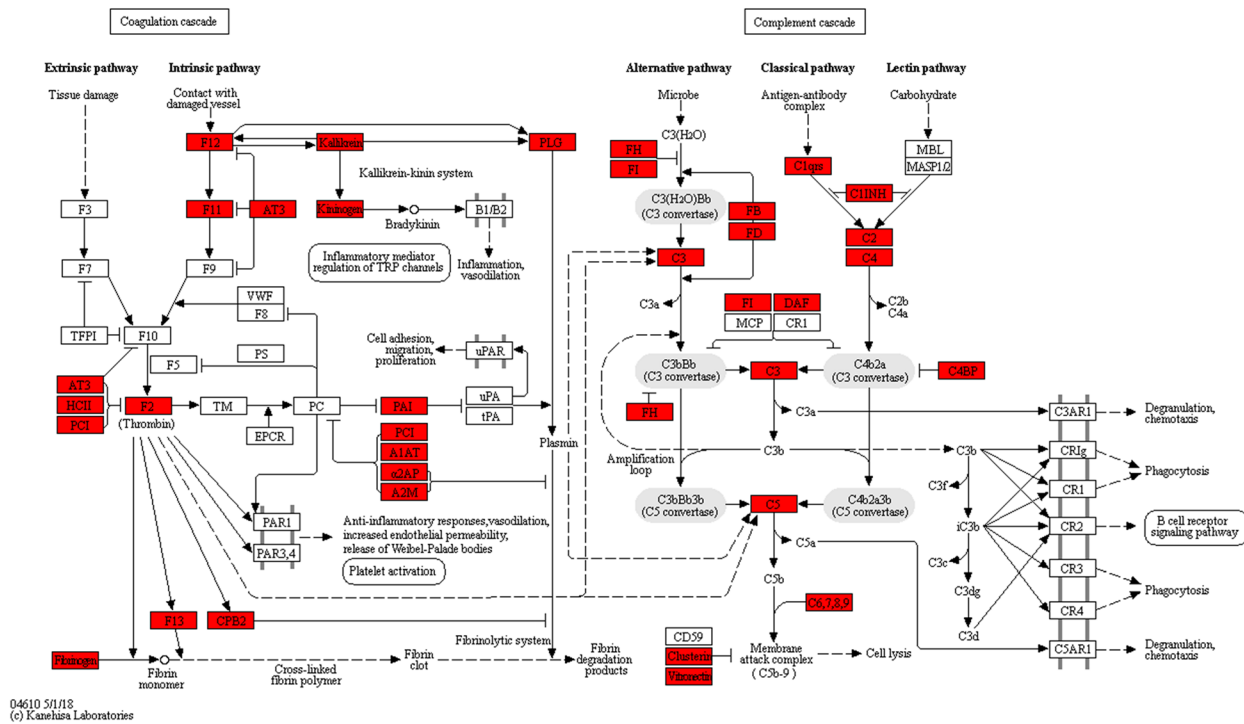 Coagulation cascade
Complement cascade
Extrinsic pathway
Intrinsic pathway
Alternative pathway
Classical pathway
Lectin pathway
Tissue damage
Contact with
damaged vessel
Microbe
Antigen-antibody
complex
Carbohydrate
F12
Kallikrein
PLG
C3(H2O)
FH
FI
C1qrs
MBL
MASP1/2
Kallikrein-kinin system
C1INH
F3
F11
AT3
Kininogen
Bradykinin
B1/B2
C3(H2O)Bb
(C3 convertase)
FB
FD
C2
C4
Inflammatory mediator
regulation of TRP channels
Inflammation,
vasodilation
F7
F9
C3
VWF
F8
C3a
FI
DAF
MCP
CR1
C2b
C4a
TFPI
F10
Cell adhesion,
migration,
proliferation
uPAR
F5
PS
C3bBb
(C3 convertase)
C3
C4b2a
(C3 convertase)
C4BP
AT3
HCII
PCI
F2
(Thrombin)
TM
EPCR
PC
PAI
uPA
tPA
FH
C3a
C3AR1
Degranulation,
chemotaxis
PCI
A1AT
α2AP
A2M
Plasmin
Amplification
loop
C3b
C3b
CRIg
Phagocytosis
C3f
CR1
C3bBb3b
(C5 convertase)
C5
C4b2a3b
(C5 convertase)
iC3b
CR2
B cell receptor
signaling pathway
PAR1
PAR3,4
Anti-inflammatory responses,vasodilation,
increased endothelial permeability,
release of Weibel-Palade bodies
Platelet activation
C5a
C3c
CR3
C5b
C3dg
Phagocytosis
F13
CPB2
C6,7,8,9
CR4
C3d
Fibrinolytic system
CD59
Clusterin
Vitronectin
Membrane
attack complex
(C5b-9)
Cell lysis
C5AR1
Degranulation,
chemotaxis
Fibrinogen
Fibrin
monomer
Cross-linked
fibrin polymer
Fibrin
clot
Fibrin
degradation
products
04610 5/1/18
(c) Kanehisa Laboratories